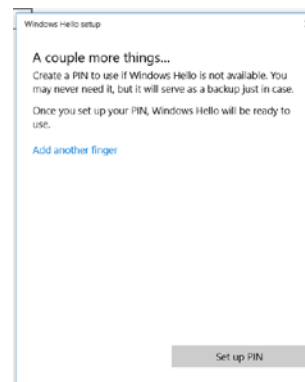 Windows Hello setup
A couple more things...
Create a PIN to use if Windows Hello is not available. You
may never need it, but it will serve as a backup just in case.
Once you set up your PIN, Windows Hello will be ready to
use.
Add another finger
Set up PIN